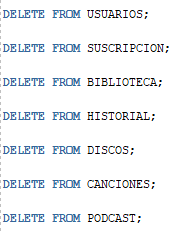 DELETE FROM USUARIOS;
DELETE FROM SUSCRIPCION;
DELETE FROM BIBLIOTECA;
DELETE FROM HISTORIAL;
DELETE FROM DISCOS;
DELETE FROM CANCIONES;
DELETE FROM PODCAST;